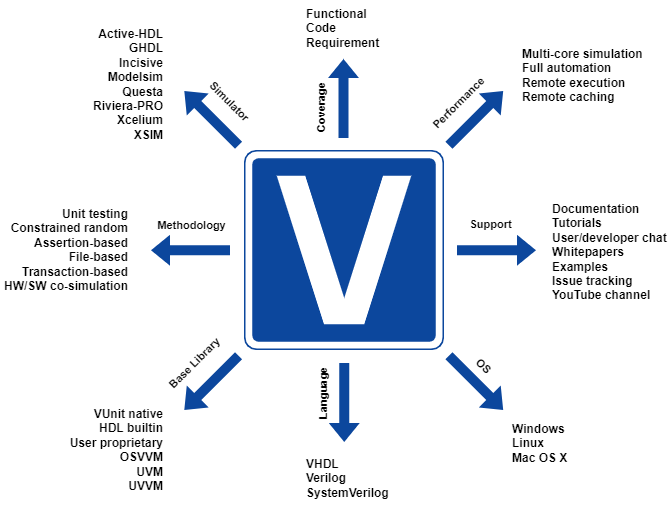 Functional
Code
Requirement
Coverage
Active-HDL
GHDL
Incisive
Modelsim
Questa
Riviera-PRO
Xcelium
XSIM
Simulator
Performance
Multi-core simulation
Full automation
Remote execution
Remote caching
Unit testing
Constrained random
Assertion-based
File-based
Transaction-based
HW/SW co-simulation
Methodology
V
Support
Documentation
Tutorials
User/developer chat
Whitepapers
Examples
Issue tracking
YouTube channel
Base Library
VUnit native
HDL builtin
User proprietary
OSVVM
UVM
UVVM
Language
VHDL
Verilog
SystemVerilog
OS
Windows
Linux
Mac OS X